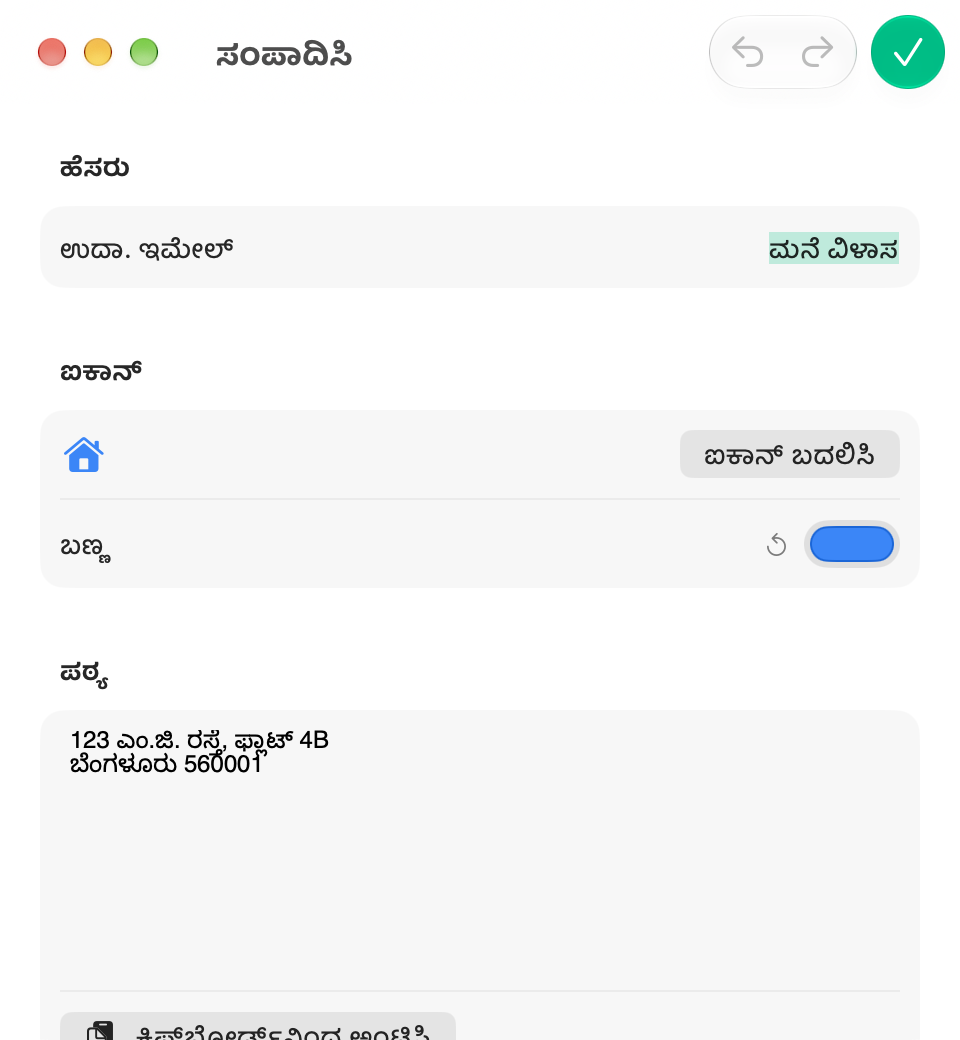 ಸಂಪಾದಿಸಿ
ಹೆಸರು
ಉದಾ. ಇಮೇಲ್ ಮನೆ ವಿಳಾಸ
ಐಕಾನ್
ಐಕಾನ್ ಬದಲಿಸಿ
ಬಣ್ಣ
ಪಠ್ಯ
123 ಎಂ.ಜಿ. ರಸ್ತೆ, ಫ್ಲಾಟ್ 4B
ಬೆಂಗಳೂರು 560001
ಕ್ಲಿಪ್‌ಬೋರ್ಡ್‌ನಿಂದ ಅಂಟಿಸಿ